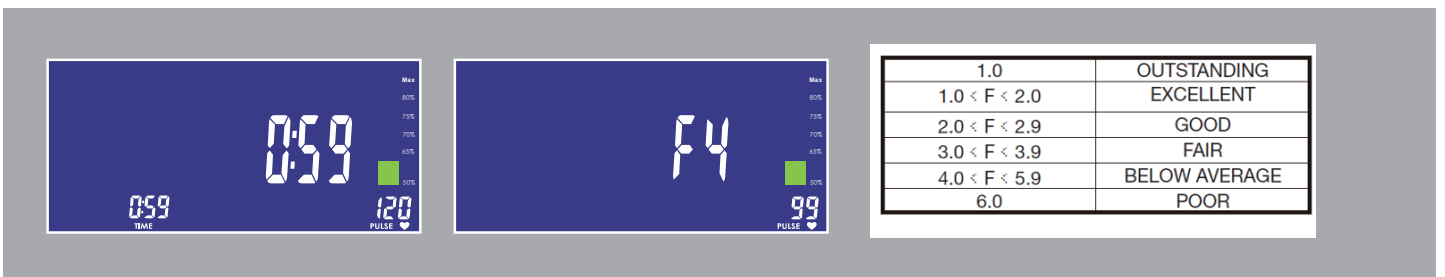 Max
80%
75%
70%
65%
50%
0:59
0:59
TIME
120
PULSE
Max
80%
75%
70%
65%
50%
F4
99
PULSE
1.0 OUTSTANDING
1.0 < F < 2.0 EXCELLENT
2.0 < F < 2.9 GOOD
3.0 < F < 3.9 FAIR
4.0 < F < 5.9 BELOW AVERAGE
6.0 POOR